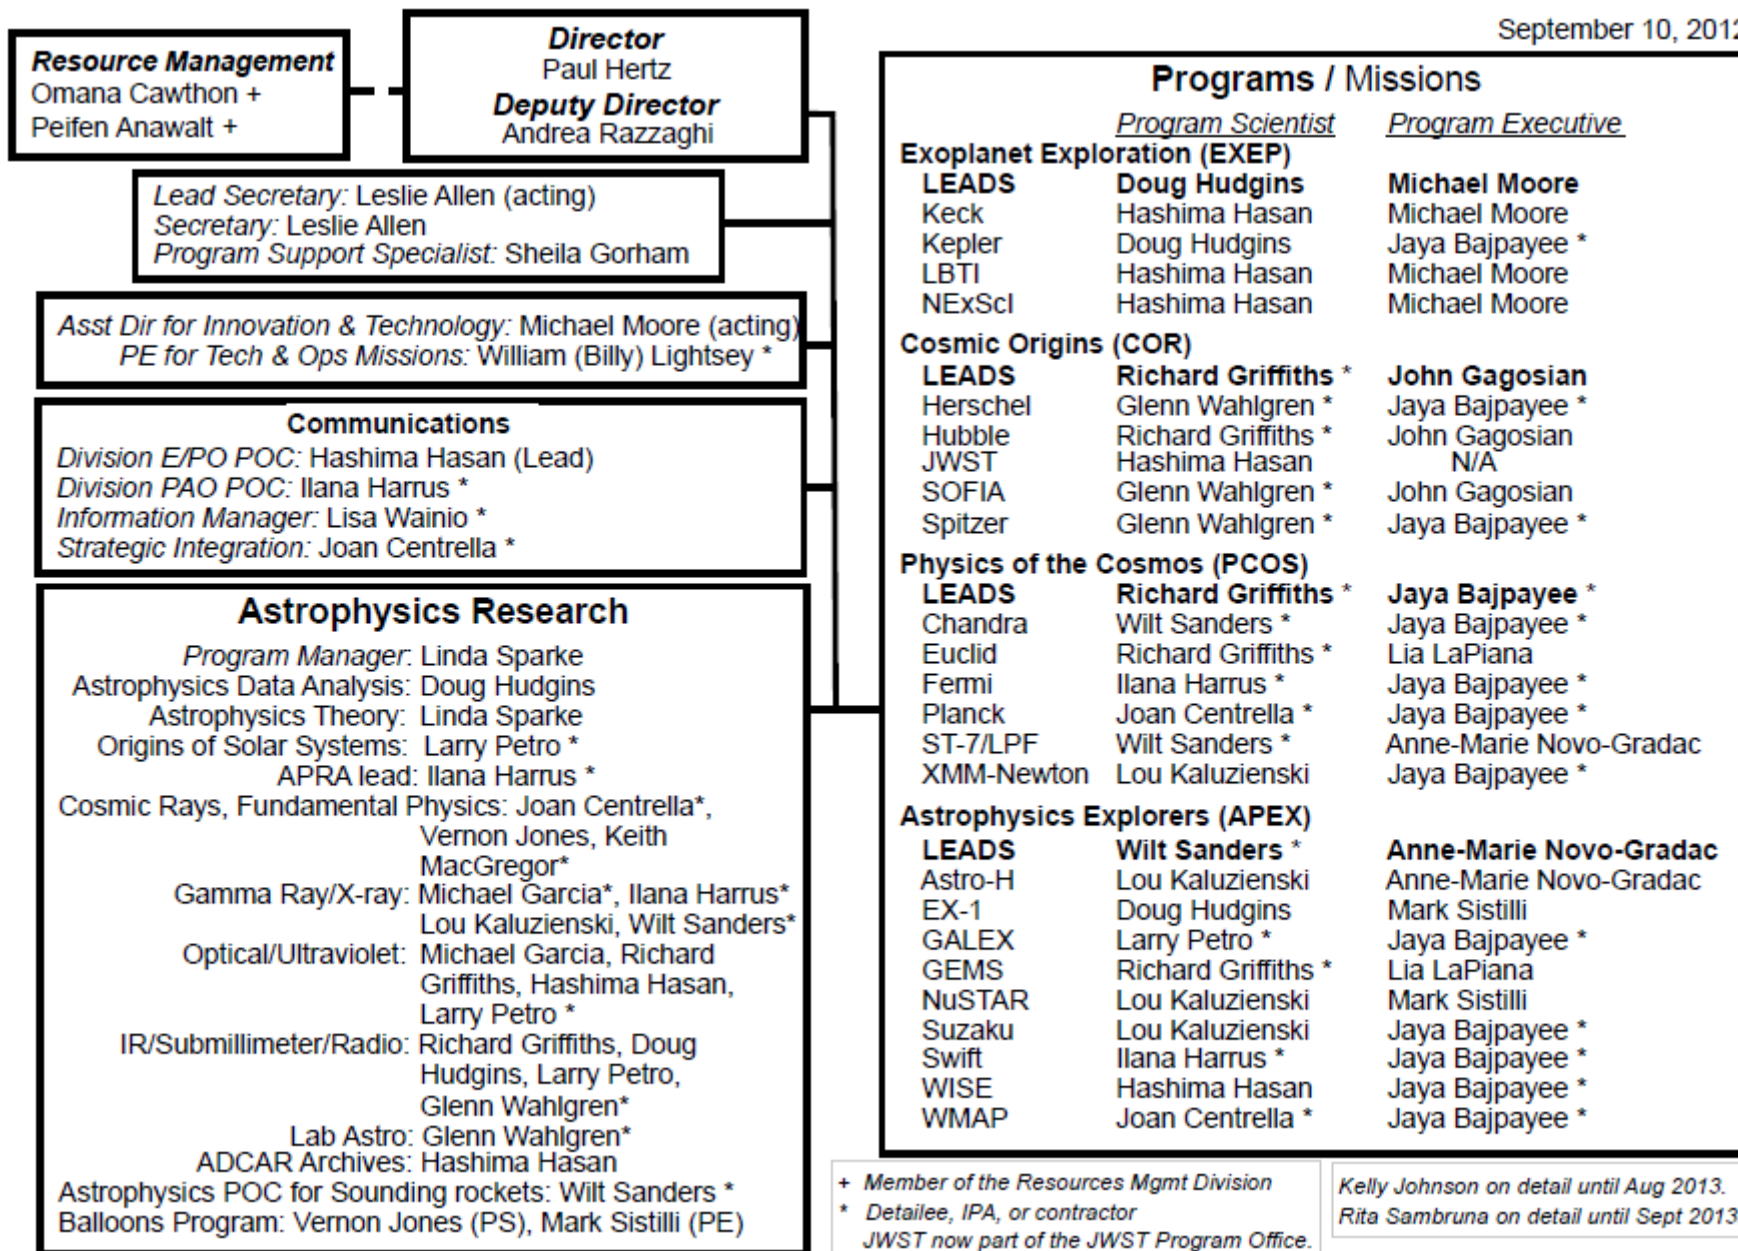 September 10, 2012
Resource Management
Omana Cawthon +
Peifen Anawalt +
Director
Paul Hertz
Deputy Director
Andrea Razzaghi
Lead Secretary: Leslie Allen (acting)
Secretary: Leslie Allen
Program Support Specialist: Sheila Gorham
Asst Dir for Innovation & Technology: Michael Moore (acting)
PE for Tech & Ops Missions: William (Billy) Lightsey *
Communications
Division E/PO POC: Hashima Hasan (Lead)
Division PAO POC: Ilana Harrus *
Information Manager: Lisa Wainio *
Strategic Integration: Joan Centrella *
Astrophysics Research
Program Manager: Linda Sparke
Astrophysics Data Analysis: Doug Hudgins
Astrophysics Theory: Linda Sparke
Origins of Solar Systems: Larry Petro *
APRA lead: Ilana Harrus *
Cosmic Rays, Fundamental Physics: Joan Centrella*,
Vernon Jones, Keith
MacGregor*
Gamma Ray/X-ray: Michael Garcia*, Ilana Harrus*
Lou Kaluzienski, Wilt Sanders*
Optical/Ultraviolet: Michael Garcia, Richard
Griffiths, Hashima Hasan,
Larry Petro *
IR/Submillimeter/Radio: Richard Griffiths, Doug
Hudgins, Larry Petro,
Glenn Wahlgren*
Lab Astro: Glenn Wahlgren*
ADCAR Archives: Hashima Hasan
Astrophysics POC for Sounding rockets: Wilt Sanders *
Balloons Program: Vernon Jones (PS), Mark Sistilli (PE)
Programs / Missions
Program Scientist Program Executive
Exoplanet Exploration (EXEP)
LEADS Doug Hudgins Michael Moore
Keck Hashima Hasan Michael Moore
Kepler Doug Hudgins Jaya Bajpayee *
LBTI Hashima Hasan Michael Moore
NExScI Hashima Hasan Michael Moore
Cosmic Origins (COR)
LEADS Richard Griffiths * John Gagosian
Herschel Glenn Wahlgren * Jaya Bajpayee *
Hubble Richard Griffiths * John Gagosian
JWST Hashima Hasan N/A
SOFIA Glenn Wahlgren * John Gagosian
Spitzer Glenn Wahlgren * Jaya Bajpayee *
Physics of the Cosmos (PCOS)
LEADS Richard Griffiths * Jaya Bajpayee *
Chandra Wilt Sanders * Jaya Bajpayee *
Euclid Richard Griffiths * Lia LaPiana
Fermi Ilana Harrus * Jaya Bajpayee *
Planck Joan Centrella * Jaya Bajpayee *
ST-7/LPF Wilt Sanders * Anne-Marie Novo-Gradac
XMM-Newton Lou Kaluzienski Jaya Bajpayee *
Astrophysics Explorers (APEX)
LEADS Wilt Sanders * Anne-Marie Novo-Gradac
Astro-H Lou Kaluzienski Anne-Marie Novo-Gradac
EX-1 Doug Hudgins Mark Sistilli
GALEX Larry Petro * Jaya Bajpayee *
GEMS Richard Griffiths * Lia LaPiana
NuSTAR Lou Kaluzienski Mark Sistilli
Suzaku Lou Kaluzienski Jaya Bajpayee *
Swift Ilana Harrus * Jaya Bajpayee *
WISE Hashima Hasan Jaya Bajpayee *
WMAP Joan Centrella * Jaya Bajpayee *
+ Member of the Resources Mgmt Division
* Detailee, IPA, or contractor
JWST now part of the JWST Program Office.
Kelly Johnson on detail until Aug 2013.
Rita Sambruna on detail until Sept 2013